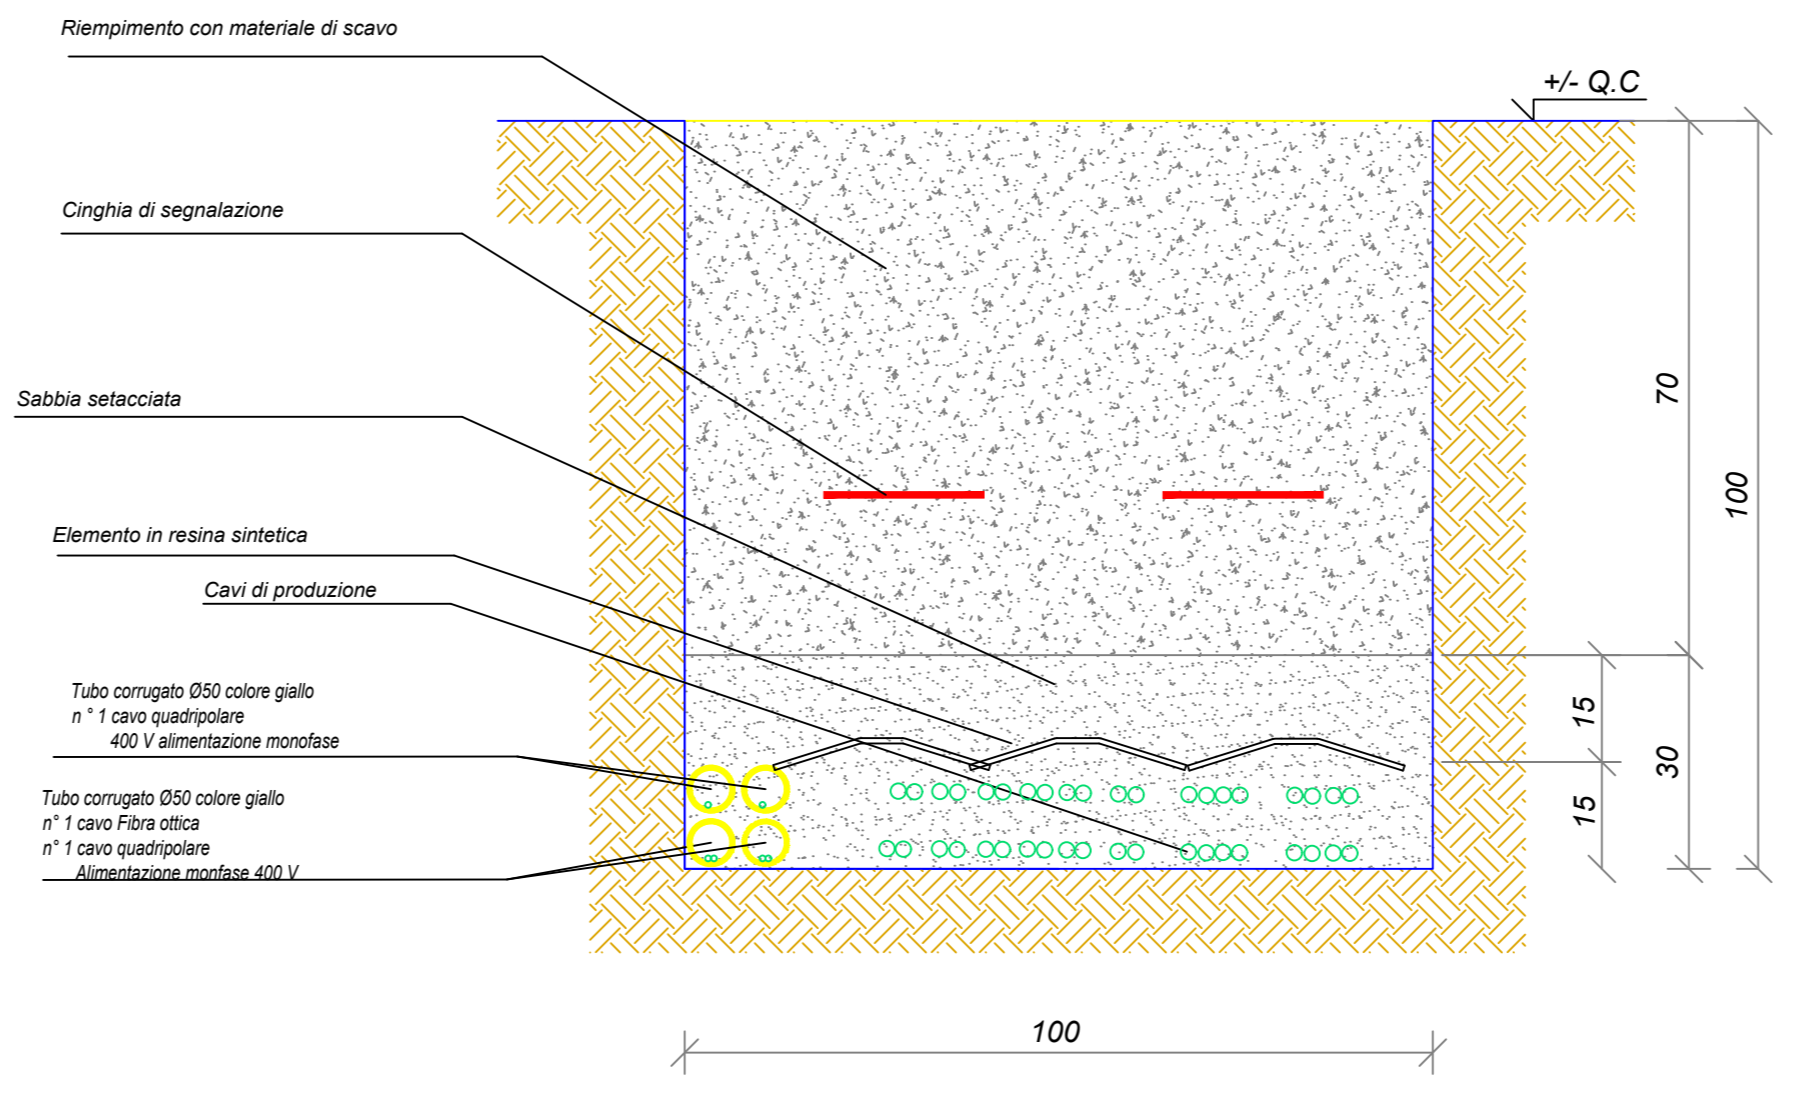 Riempimento con materiale di scavo
+/- Q.C
Cinghia di segnalazione
70
Sabbia setacciata
100
Elemento in resina sintetica
Cavi di produzione
Tubo corrugato Ø50 colore giallo
n ° 1 cavo quadripolare
400 V alimentazione monofase
15
30
Tubo corrugato Ø50 colore giallo
n° 1 cavo Fibra ottica
n° 1 cavo quadripolare
Alimentazione monfase 400 V
15
100